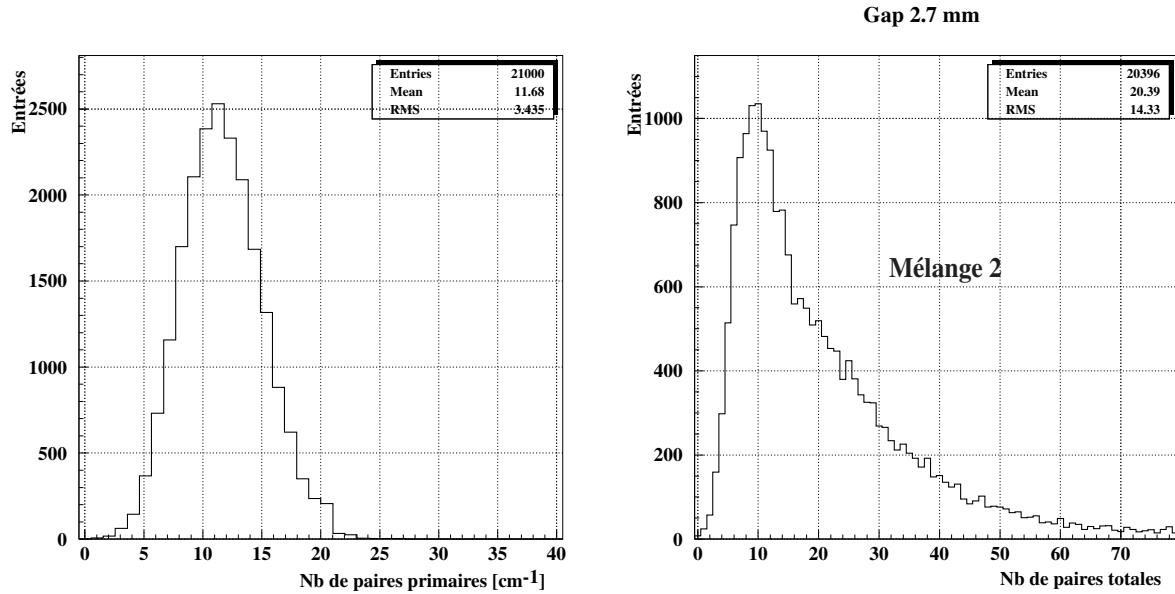 Gap 2.7 mm
Entrées
Entries 21000
Mean 11.68
RMS 3.435
2500
2000
1500
1000
500
0
0 5 10 15 20 25 30 35 40
Nb de paires primaires [cm-1]
Entrées
Entries 20396
Mean 20.39
RMS 14.33
1000
800
600
400
200
0
Mélange 2
0 10 20 30 40 50 60 70
Nb de paires totales